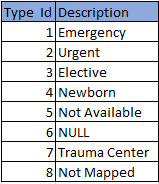 Type Id Description
1 Emergency
2 Urgent
3 Elective
4 Newborn
5 Not Available
6 NULL
7 Trauma Center
8 Not Mapped